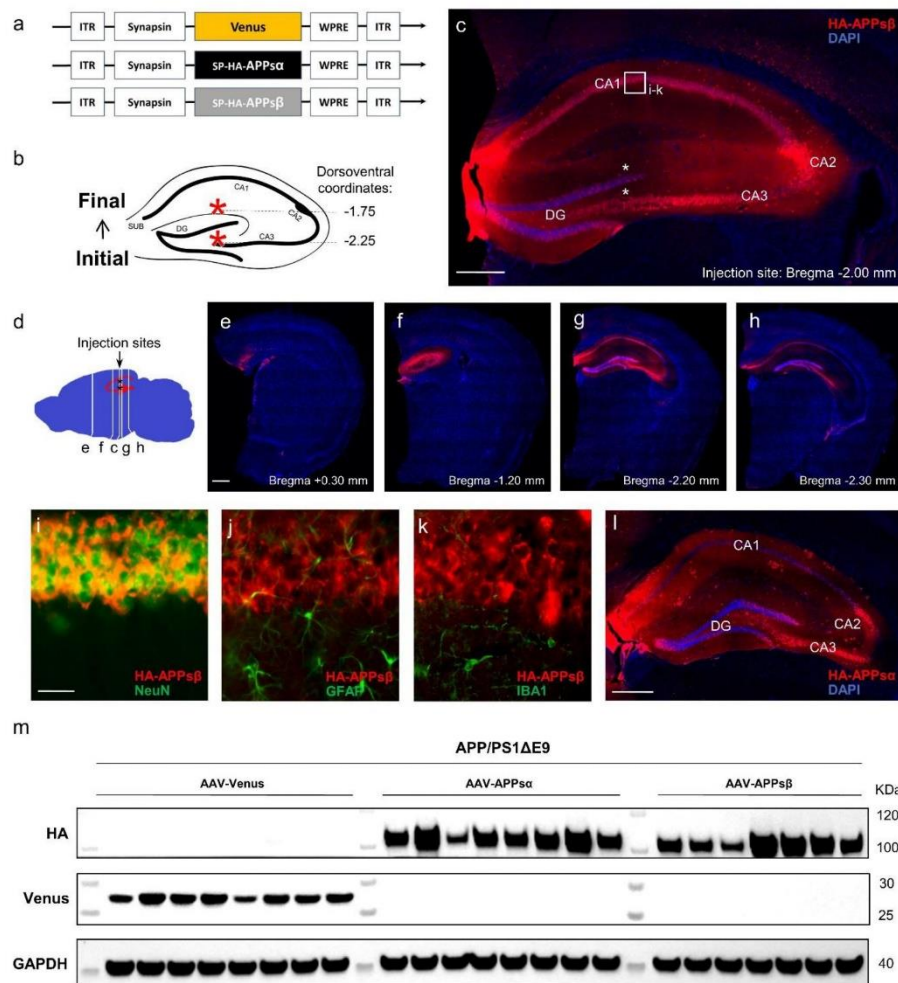 a
ITR Synapsin Venus WPRE ITR
ITR Synapsin SP-HA-APPsα WPRE ITR
ITR Synapsin SP-HA-APPsβ WPRE ITR
b
Final
Initial
Dorsoventral
coordinates:
CA1
-1.75
SUB
DG
CA2
CA3
-2.25
c
HA-APPsβ
DAPI
CA1
i-k
CA2
*
*
CA3
DG
Injection site: Bregma -2.00 mm
d
Injection sites
e f c g h
e
Bregma +0.30 mm
f
Bregma -1.20 mm
g
Bregma -2.20 mm
h
Bregma -2.30 mm
i
HA-APPsβ
NeuN
j
HA-APPsβ
GFAP
k
HA-APPsβ
IBA1
l
CA1
DG
CA2
CA3
HA-APPsα
DAPI
m
APP/PS1ΔE9
AAV-Venus AAV-APPsα AAV-APPsβ KDa
HA 120
100
Venus 30
25
GAPDH 40